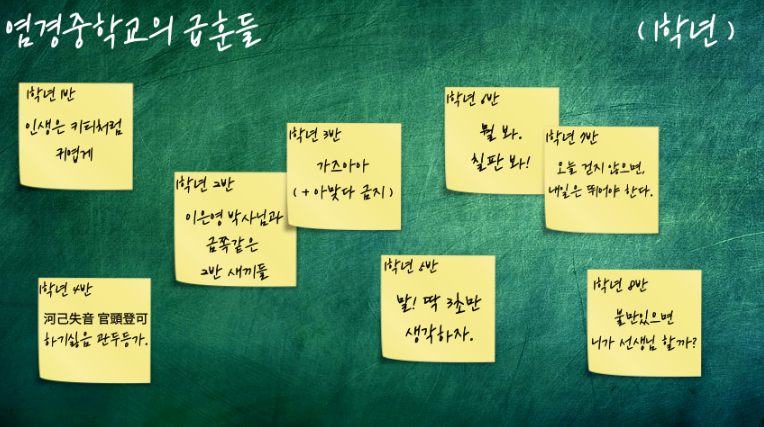 염경중학교의 급훈들
(1학년)
1학년 1반
인생은 키티처럼
귀엽게
1학년 2반
이은영 박사님과
금쪽같은
2반 새끼들
1학년 3반
가즈아아
(+아맞다 금지)
1학년 4반
河己失音 官頭登可
하기싫음 관두등가.
1학년 5반
말! 딱 3초만
생각하자.
1학년 6반
뭘 봐.
칠판 봐!
1학년 7반
오늘 걷지 않으면,
내일은 뛰어야 한다.
1학년 8반
불만있으면
니가 선생님 할까?